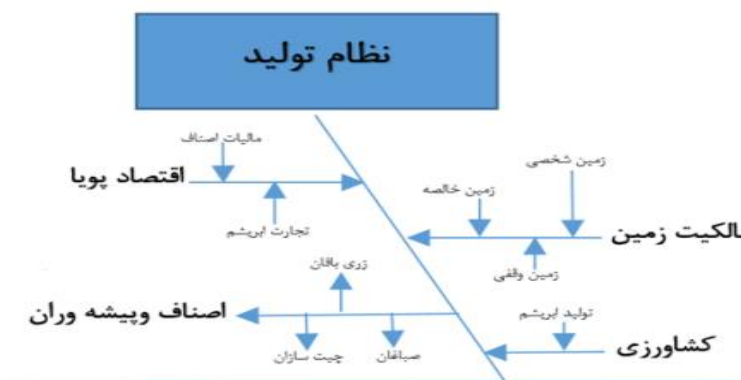 نظام تولید
مالیات اصناف
اقتصاد پویا
تجارت ابریشم
زمین شخصی
زمین خالصه
الکیت زمین
زمین وقفی
زری بافان
اصناف وپیشه وران
چیت سازان
صباغان
تولید ابریشم
کشاورزی